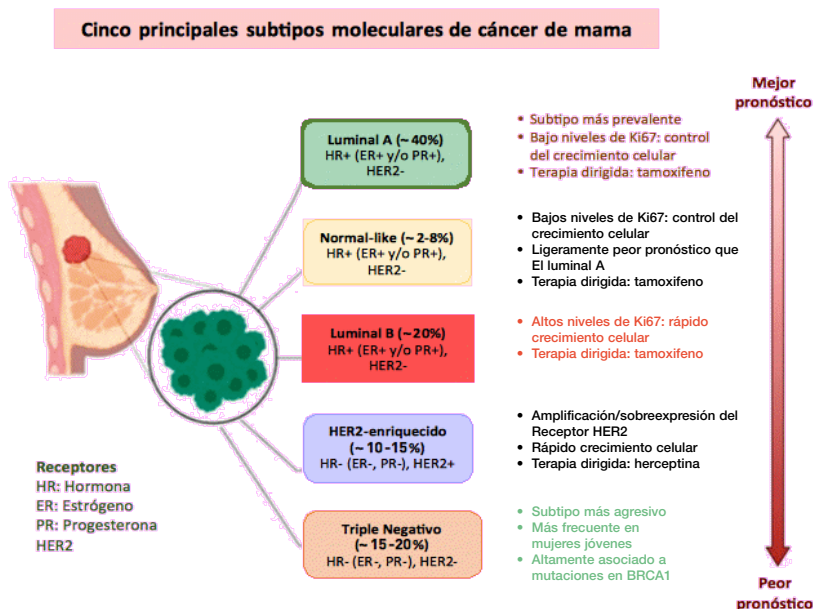 Cinco principales subtipos moleculares de cáncer de mama
Mejor
pronóstico
Luminal A (~ 40%)
HR+ (ER+ y/o PR+),
HER2-
• Subtipo más prevalente
• Bajo niveles de Ki67: control
del crecimiento celular
• Terapia dirigida: tamoxifeno
Normal-like (~ 2-8%)
HR+ (ER+ y/o PR+),
HER2-
• Bajos niveles de Ki67: control del
crecimiento celular
• Ligeramente peor pronóstico que
El luminal A
• Terapia dirigida: tamoxifeno
Luminal B (~ 20%)
HR+ (ER+ y/o PR+),
HER2-
• Altos niveles de Ki67: rápido
crecimiento celular
• Terapia dirigida: tamoxifeno
HER2-enriquecido
(~ 10-15%)
HR- (ER-, PR-), HER2+
• Amplificación/sobreexpresión del
Receptor HER2
• Rápido crecimiento celular
• Terapia dirigida: herceptina
Receptores
HR: Hormona
ER: Estrógeno
PR: Progesterona
HER2
Triple Negativo
(~ 15-20%)
HR- (ER-, PR-), HER2-
• Subtipo más agresivo
• Más frecuente en
mujeres jóvenes
• Altamente asociado a
mutaciones en BRCA1
Peor
pronóstico